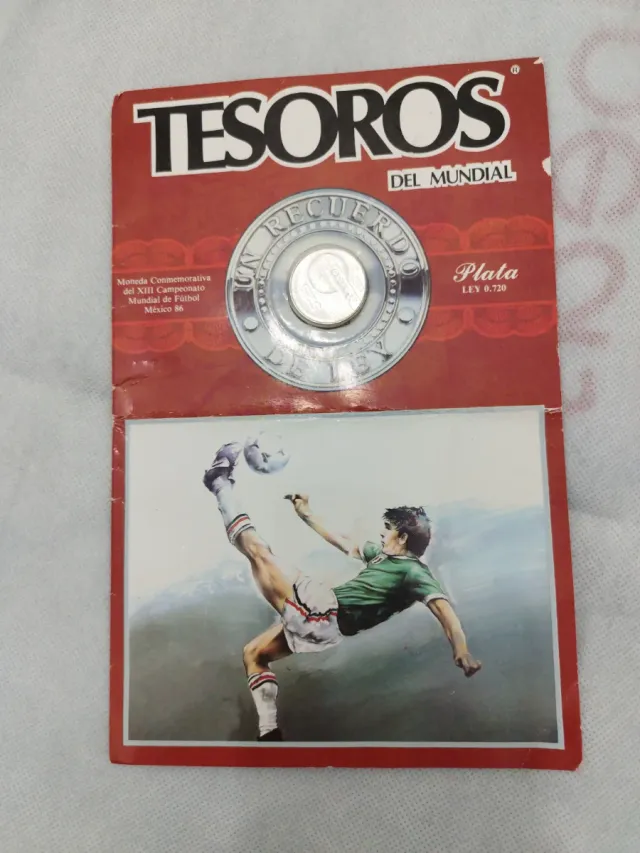 TESOROS
DEL MUNDIAL
UN RECUERDO
DE LEY
Moneda Conmemorativa
del XIII Campeonato
Mundial de Fútbol
México 86
Plata
LEY 0.720